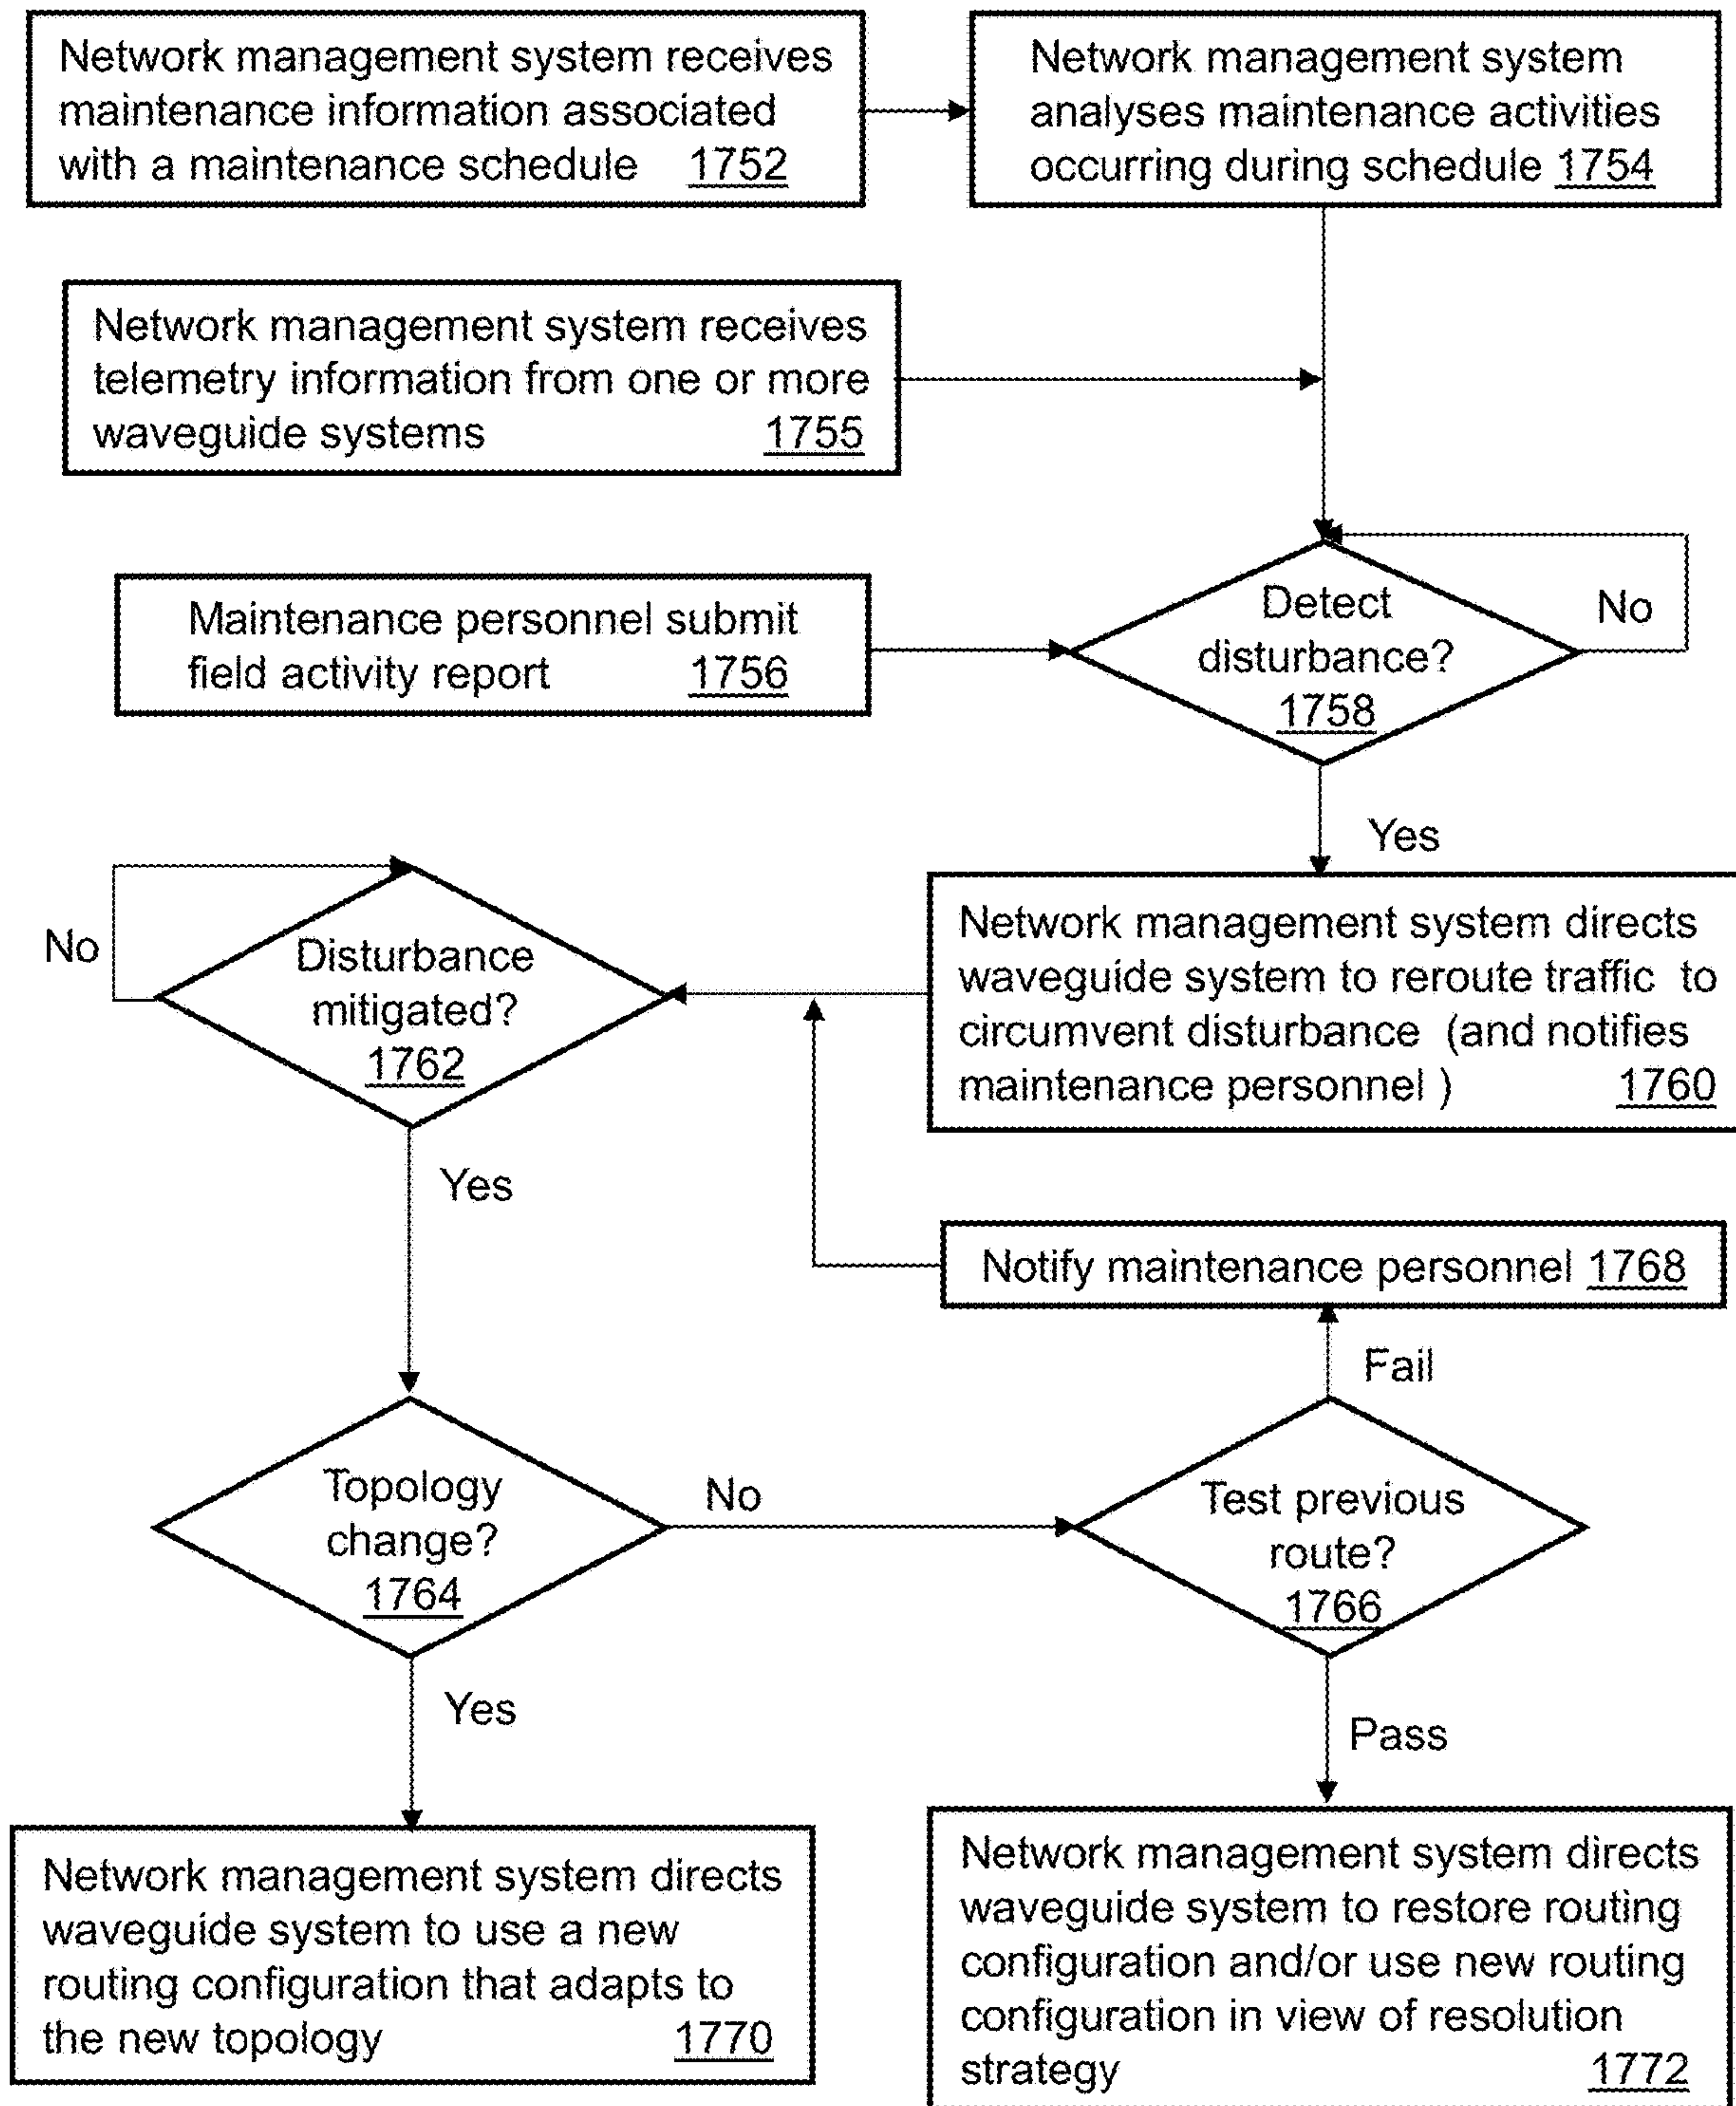 Network management system receives
maintenance information associated
with a maintenance schedule 1752
Network management system
analyses maintenance activities
occurring during schedule 1754
Network management system receives
telemetry information from one or more
waveguide systems 1755
Maintenance personnel submit
field activity report 1756
Detect
disturbance?
1758
No
Yes
Network management system directs
waveguide system to reroute traffic to
circumvent disturbance (and notifies
maintenance personnel ) 1760
No
Disturbance
mitigated?
1762
Yes
Notify maintenance personnel 1768
Fail
Topology
change?
1764
No
Test previous
route?
1766
Yes
Pass
Network management system directs
waveguide system to use a new
routing configuration that adapts to
the new topology 1770
Network management system directs
waveguide system to restore routing
configuration and/or use new routing
configuration in view of resolution
strategy 1772